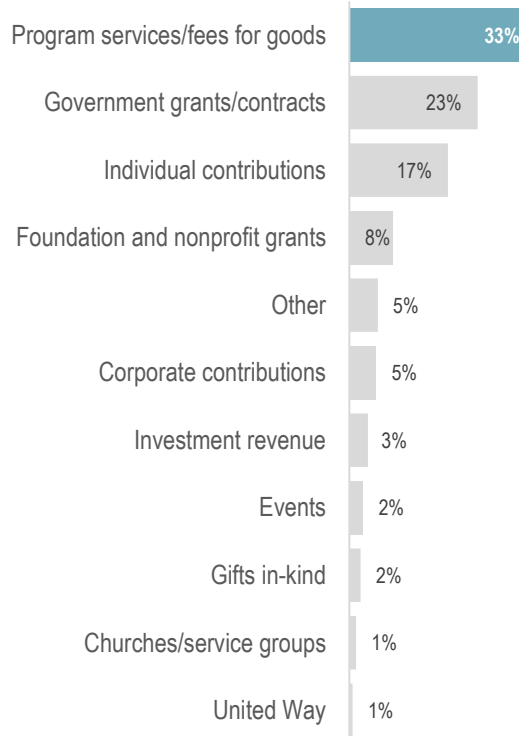 Program services/fees for goods 33%
Government grants/contracts 23%
Individual contributions 17%
Foundation and nonprofit grants 8%
Other 5%
Corporate contributions 5%
Investment revenue 3%
Events 2%
Gifts in-kind 2%
Churches/service groups 1%
United Way 1%